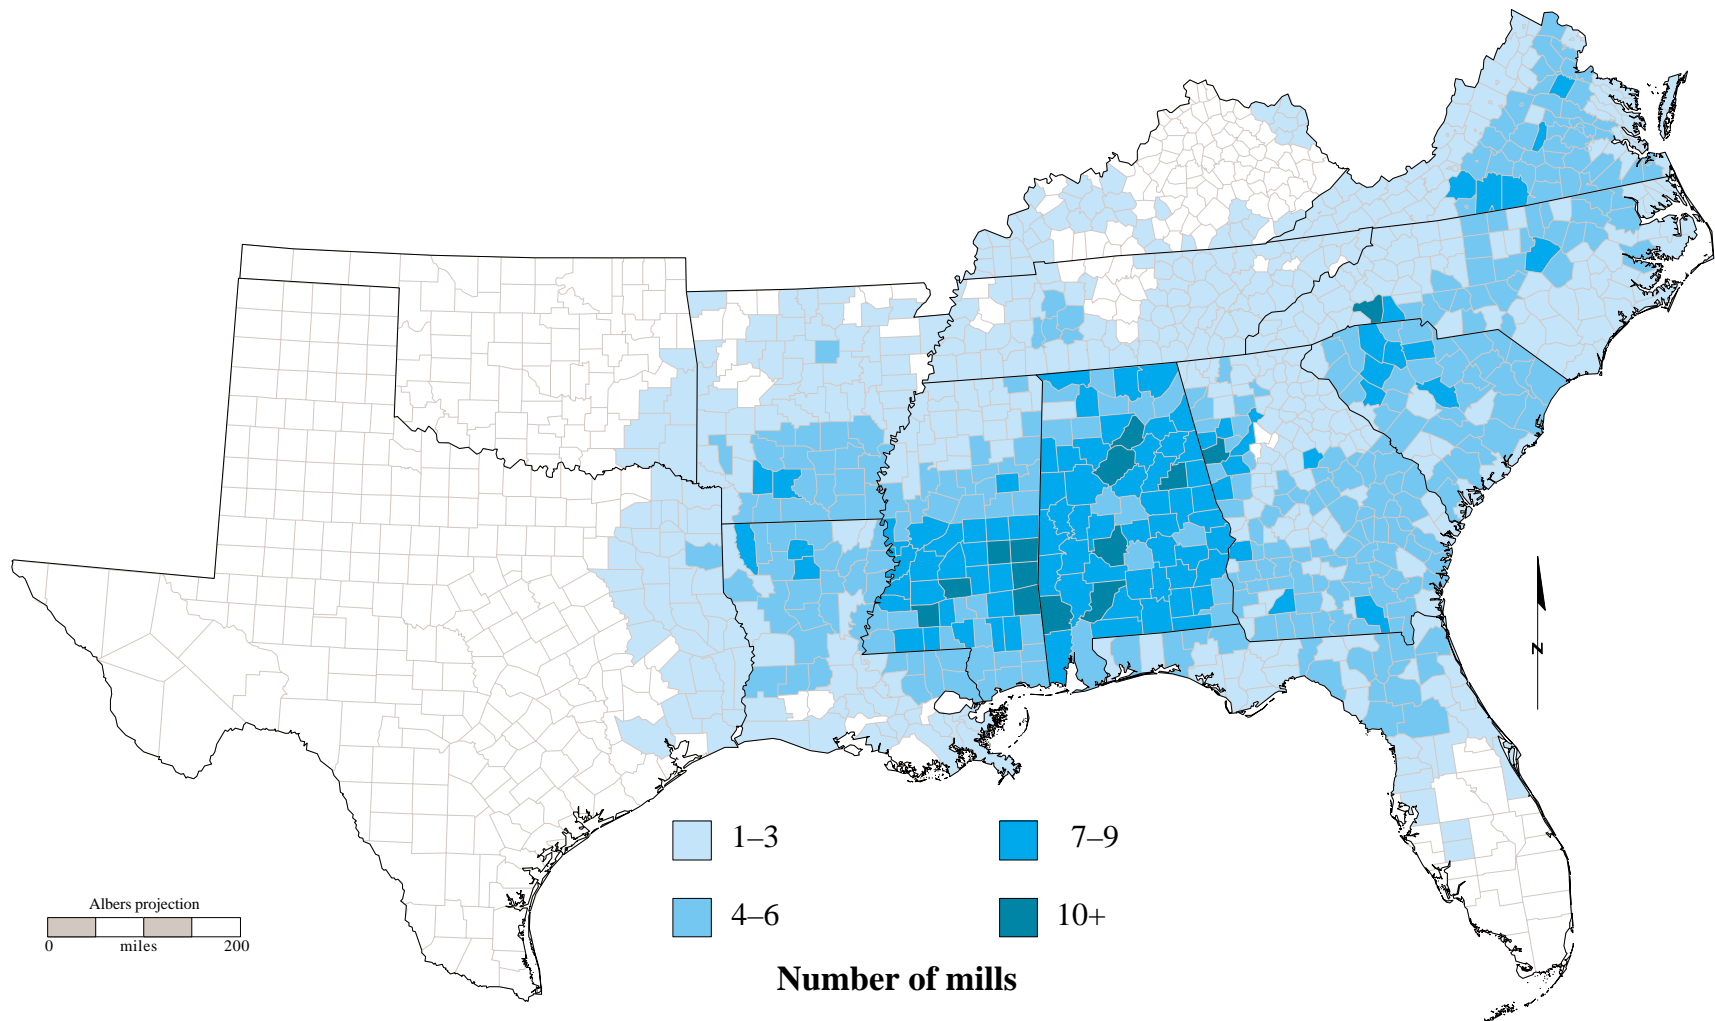 N
1–3
7–9
4–6
10+
Albers projection
0 miles 200
Number of mills